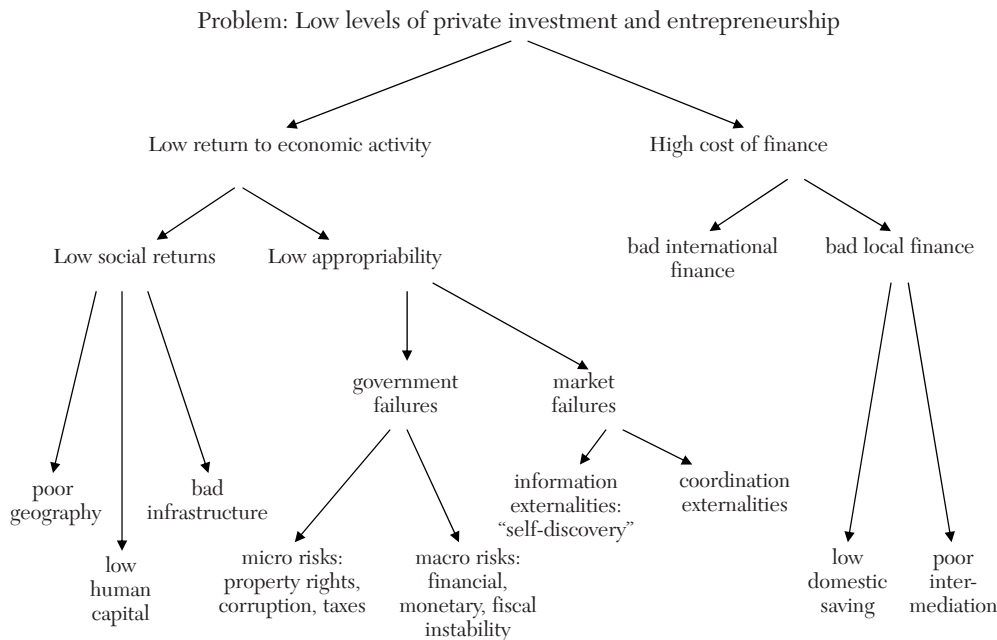 Problem: Low levels of private investment and entrepreneurship
Low return to economic activity
High cost of finance
Low social returns
Low appropriability
bad international
finance
bad local finance
government
failures
market
failures
poor
geography
low
human
capital
bad
infrastructure
micro risks:
property rights,
corruption, taxes
macro risks:
financial,
monetary, fiscal
instability
information
externalities:
“self-discovery”
coordination
externalities
low
domestic
saving
poor
inter-
mediation